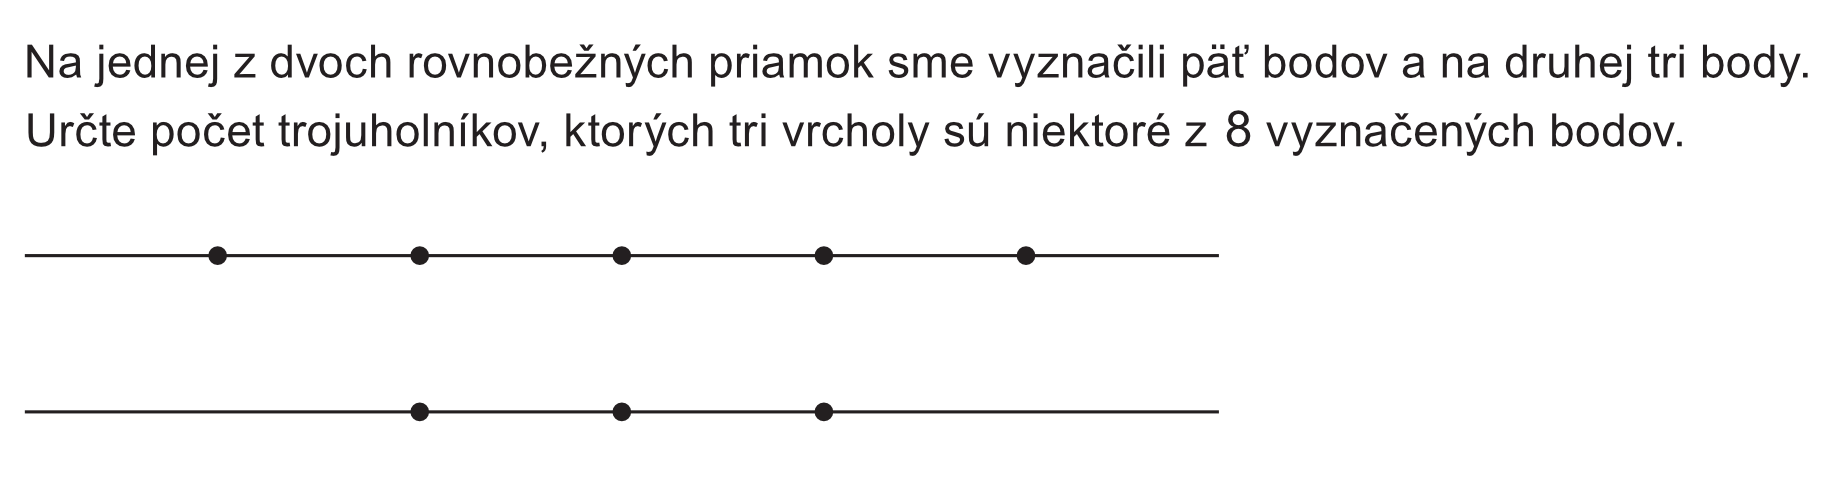 Na jednej z dvoch rovnobežných priamok sme vyznačili päť bodov a na druhej tri body.
Určte počet trojuholníkov, ktorých tri vrcholy sú niektoré z 8 vyznačených bodov.